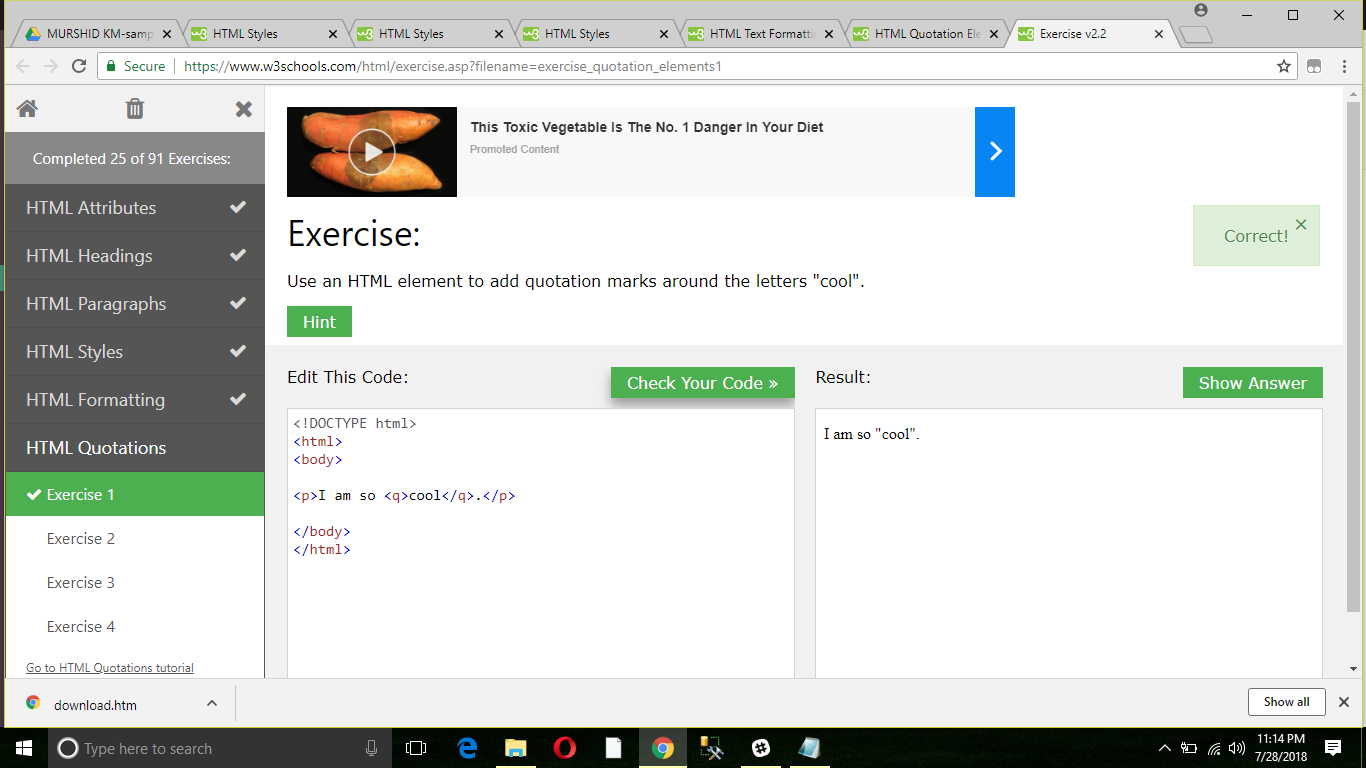 MURSHID KM-samp
HTML Styles
HTML Styles
HTML Styles
HTML Text Formatti
HTML Quotation Ele
Exercise v2.2
Secure
https://www.w3schools.com/html/exercise.asp?filename=exercise_quotation_elements1
Completed 25 of 91 Exercises:
HTML Attributes
HTML Headings
HTML Paragraphs
HTML Styles
HTML Formatting
HTML Quotations
Exercise 1
Exercise 2
Exercise 3
Exercise 4
Go to HTML Quotations tutorial
This Toxic Vegetable Is The No. 1 Danger In Your Diet
Promoted Content
Exercise:
Correct!
Use an HTML element to add quotation marks around the letters "cool".
Hint
Edit This Code:
Check Your Code »
Result:
Show Answer
<!DOCTYPE html>
<html>
<body>
<p>I am so <q>cool</q>.</p>
</body>
</html>
I am so "cool".
download.htm
Show all
Type here to search
11:14 PM
7/28/2018